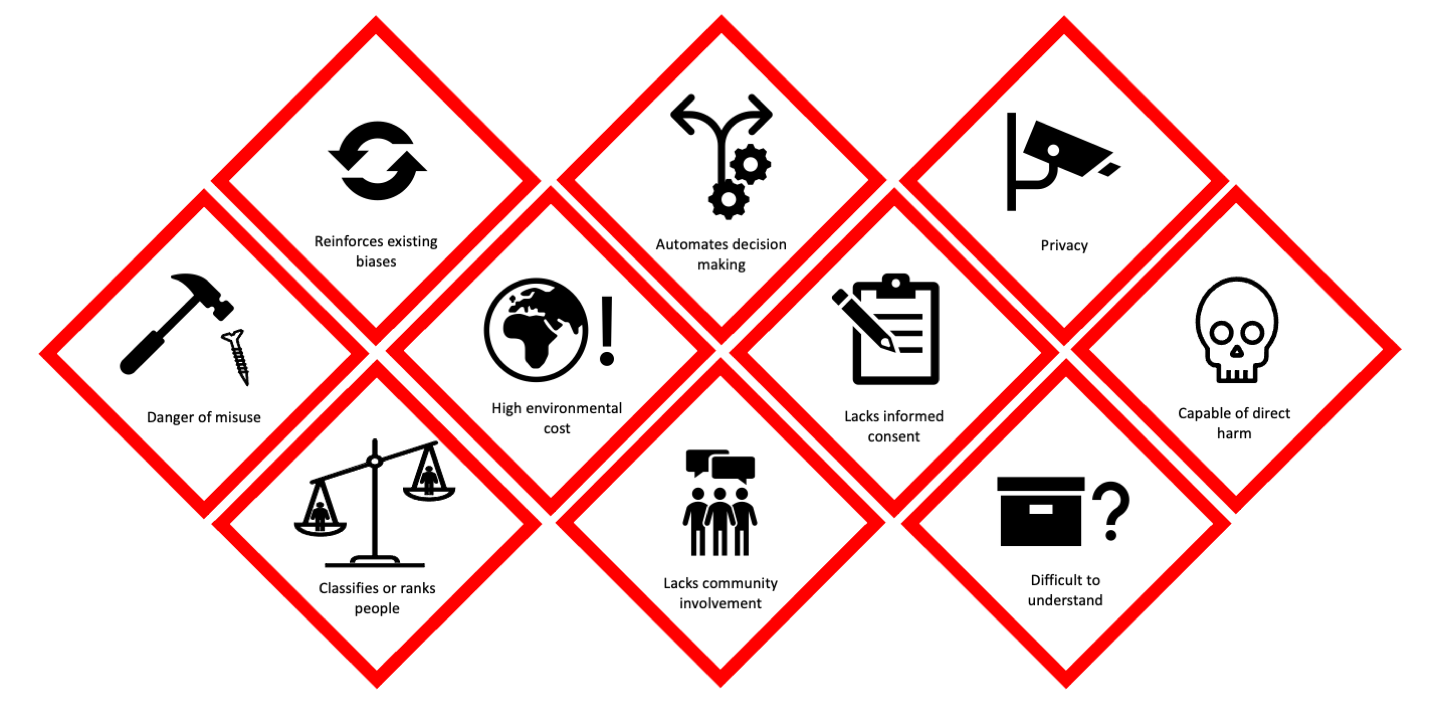 Reinforces existing
biases
Automates decision
making
Privacy
Danger of misuse
High environmental
cost
Lacks informed
consent
Capable of direct
harm
Classifies or ranks
people
Lacks community
involvement
Difficult to
understand